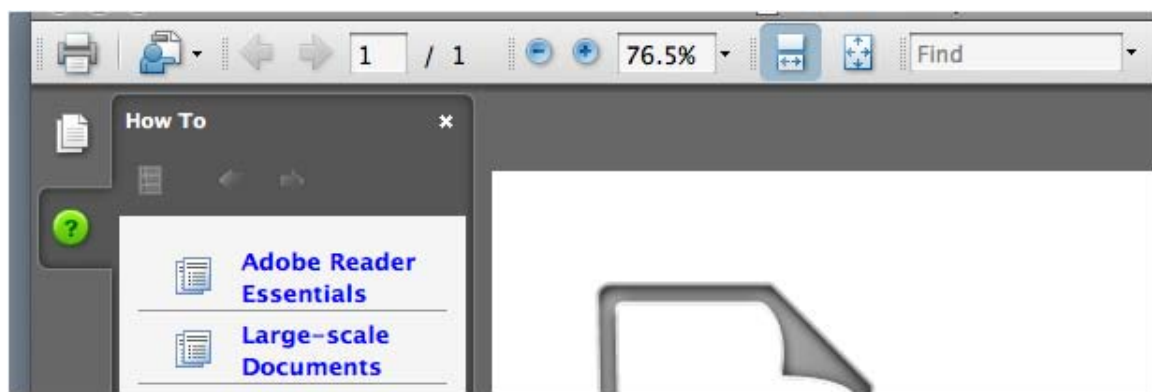 1 / 1 76.5% Find
How To
Adobe Reader
Essentials
Large-scale
Documents